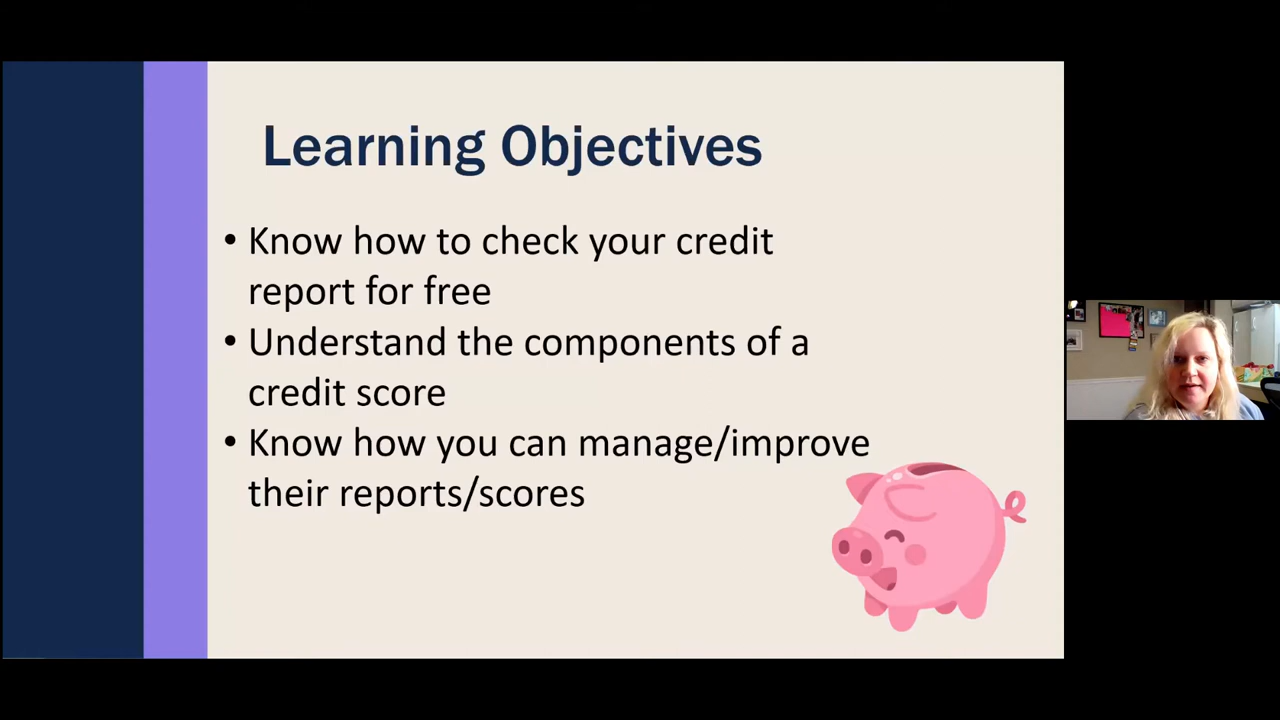 Learning Objectives
• Know how to check your credit
report for free
• Understand the components of a
credit score
• Know how you can manage/improve
their reports/scores